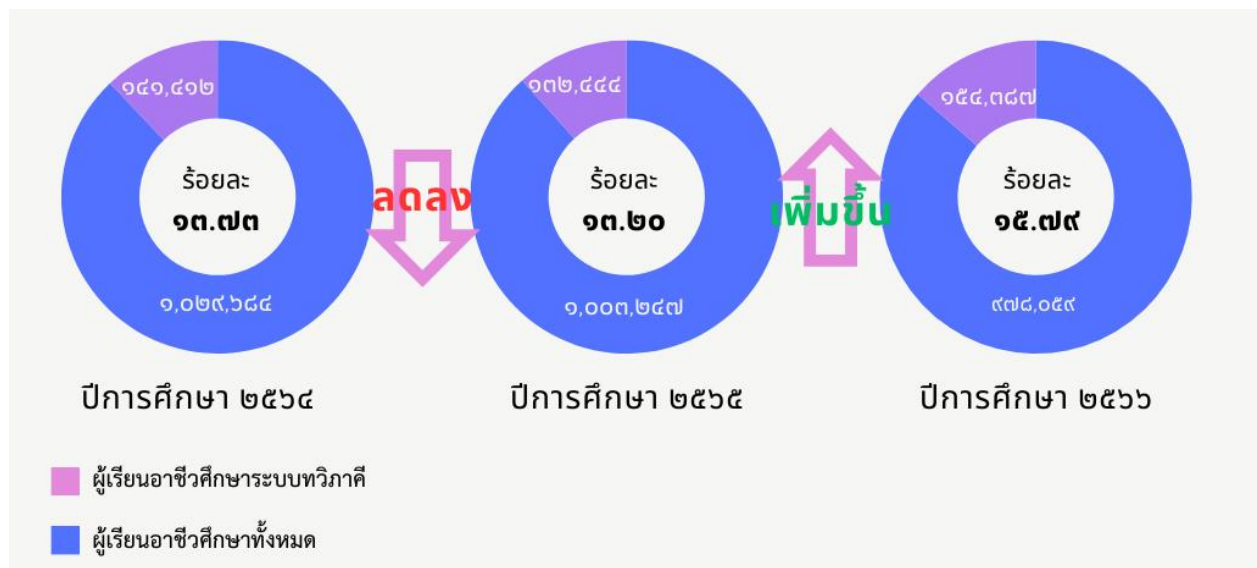 ๑๔๑,๔๑๒
ร้อยละ
๑๓.๗๓
๑,๐๒๙,๖๘๔
ปีการศึกษา ๒๕๖๔
ลดลง
๑๓๒,๔๔๔
ร้อยละ
๑๓.๒๐
๑,๐๐๓,๒๔๗
ปีการศึกษา ๒๕๖๕
เพิ่มขึ้น
๑๕๔,๓๘๗
ร้อยละ
๑๕.๗๙
๙๗๘,๐๕๙
ปีการศึกษา ๒๕๖๖
ผู้เรียนอาชีวศึกษาระบบทวิภาคี
ผู้เรียนอาชีวศึกษาทั้งหมด